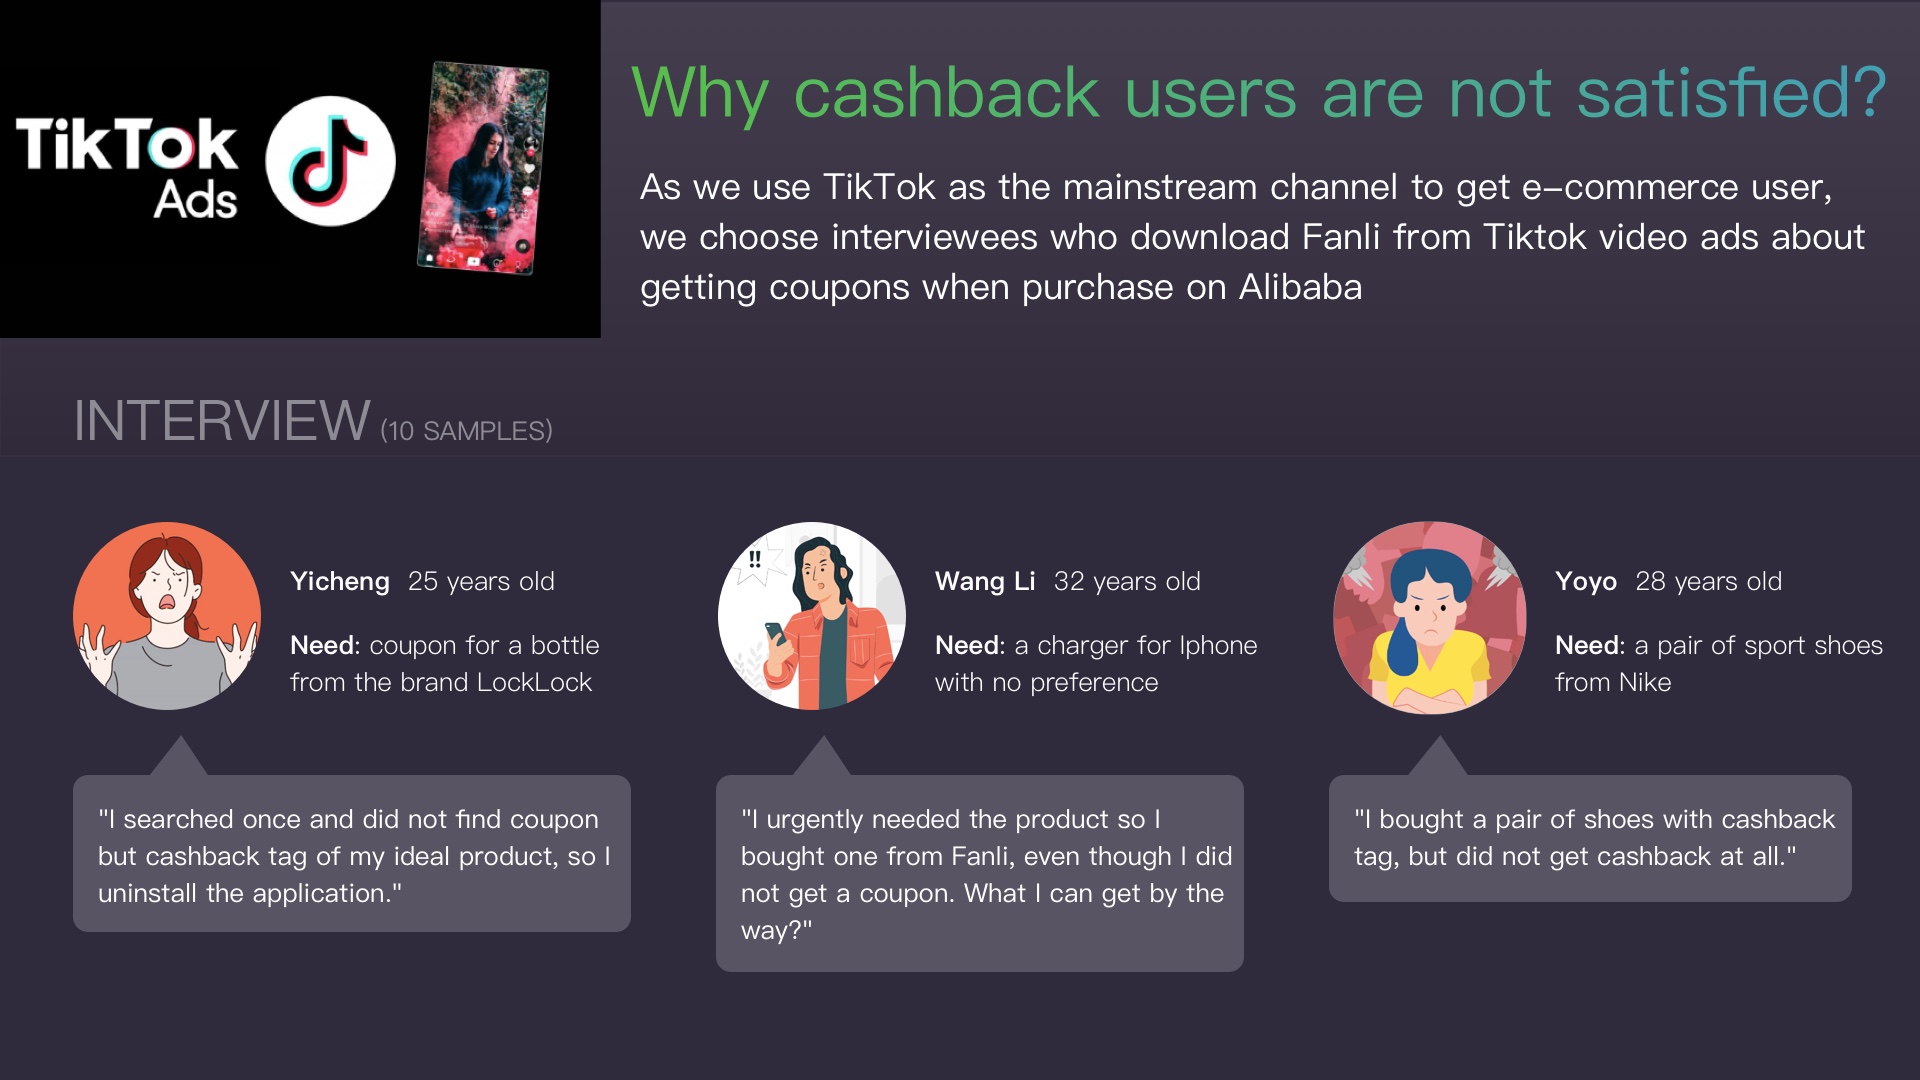 TikTok
Ads
Why cashback users are not satisfied?
As we use TikTok as the mainstream channel to get e-commerce user,
we choose interviewees who download Fanli from Tiktok video ads about
getting coupons when purchase on Alibaba
INTERVIEW (10 SAMPLES)
Yicheng 25 years old
Need: coupon for a bottle
from the brand LockLock
"I searched once and did not find coupon
but cashback tag of my ideal product, so I
uninstall the application."
!!
Wang Li 32 years old
Need: a charger for Iphone
with no preference
"I urgently needed the product so I
bought one from Fanli, even though I did
not get a coupon. What I can get by the
way?"
Yoyo 28 years old
Need: a pair of sport shoes
from Nike
"I bought a pair of shoes with cashback
tag, but did not get cashback at all."